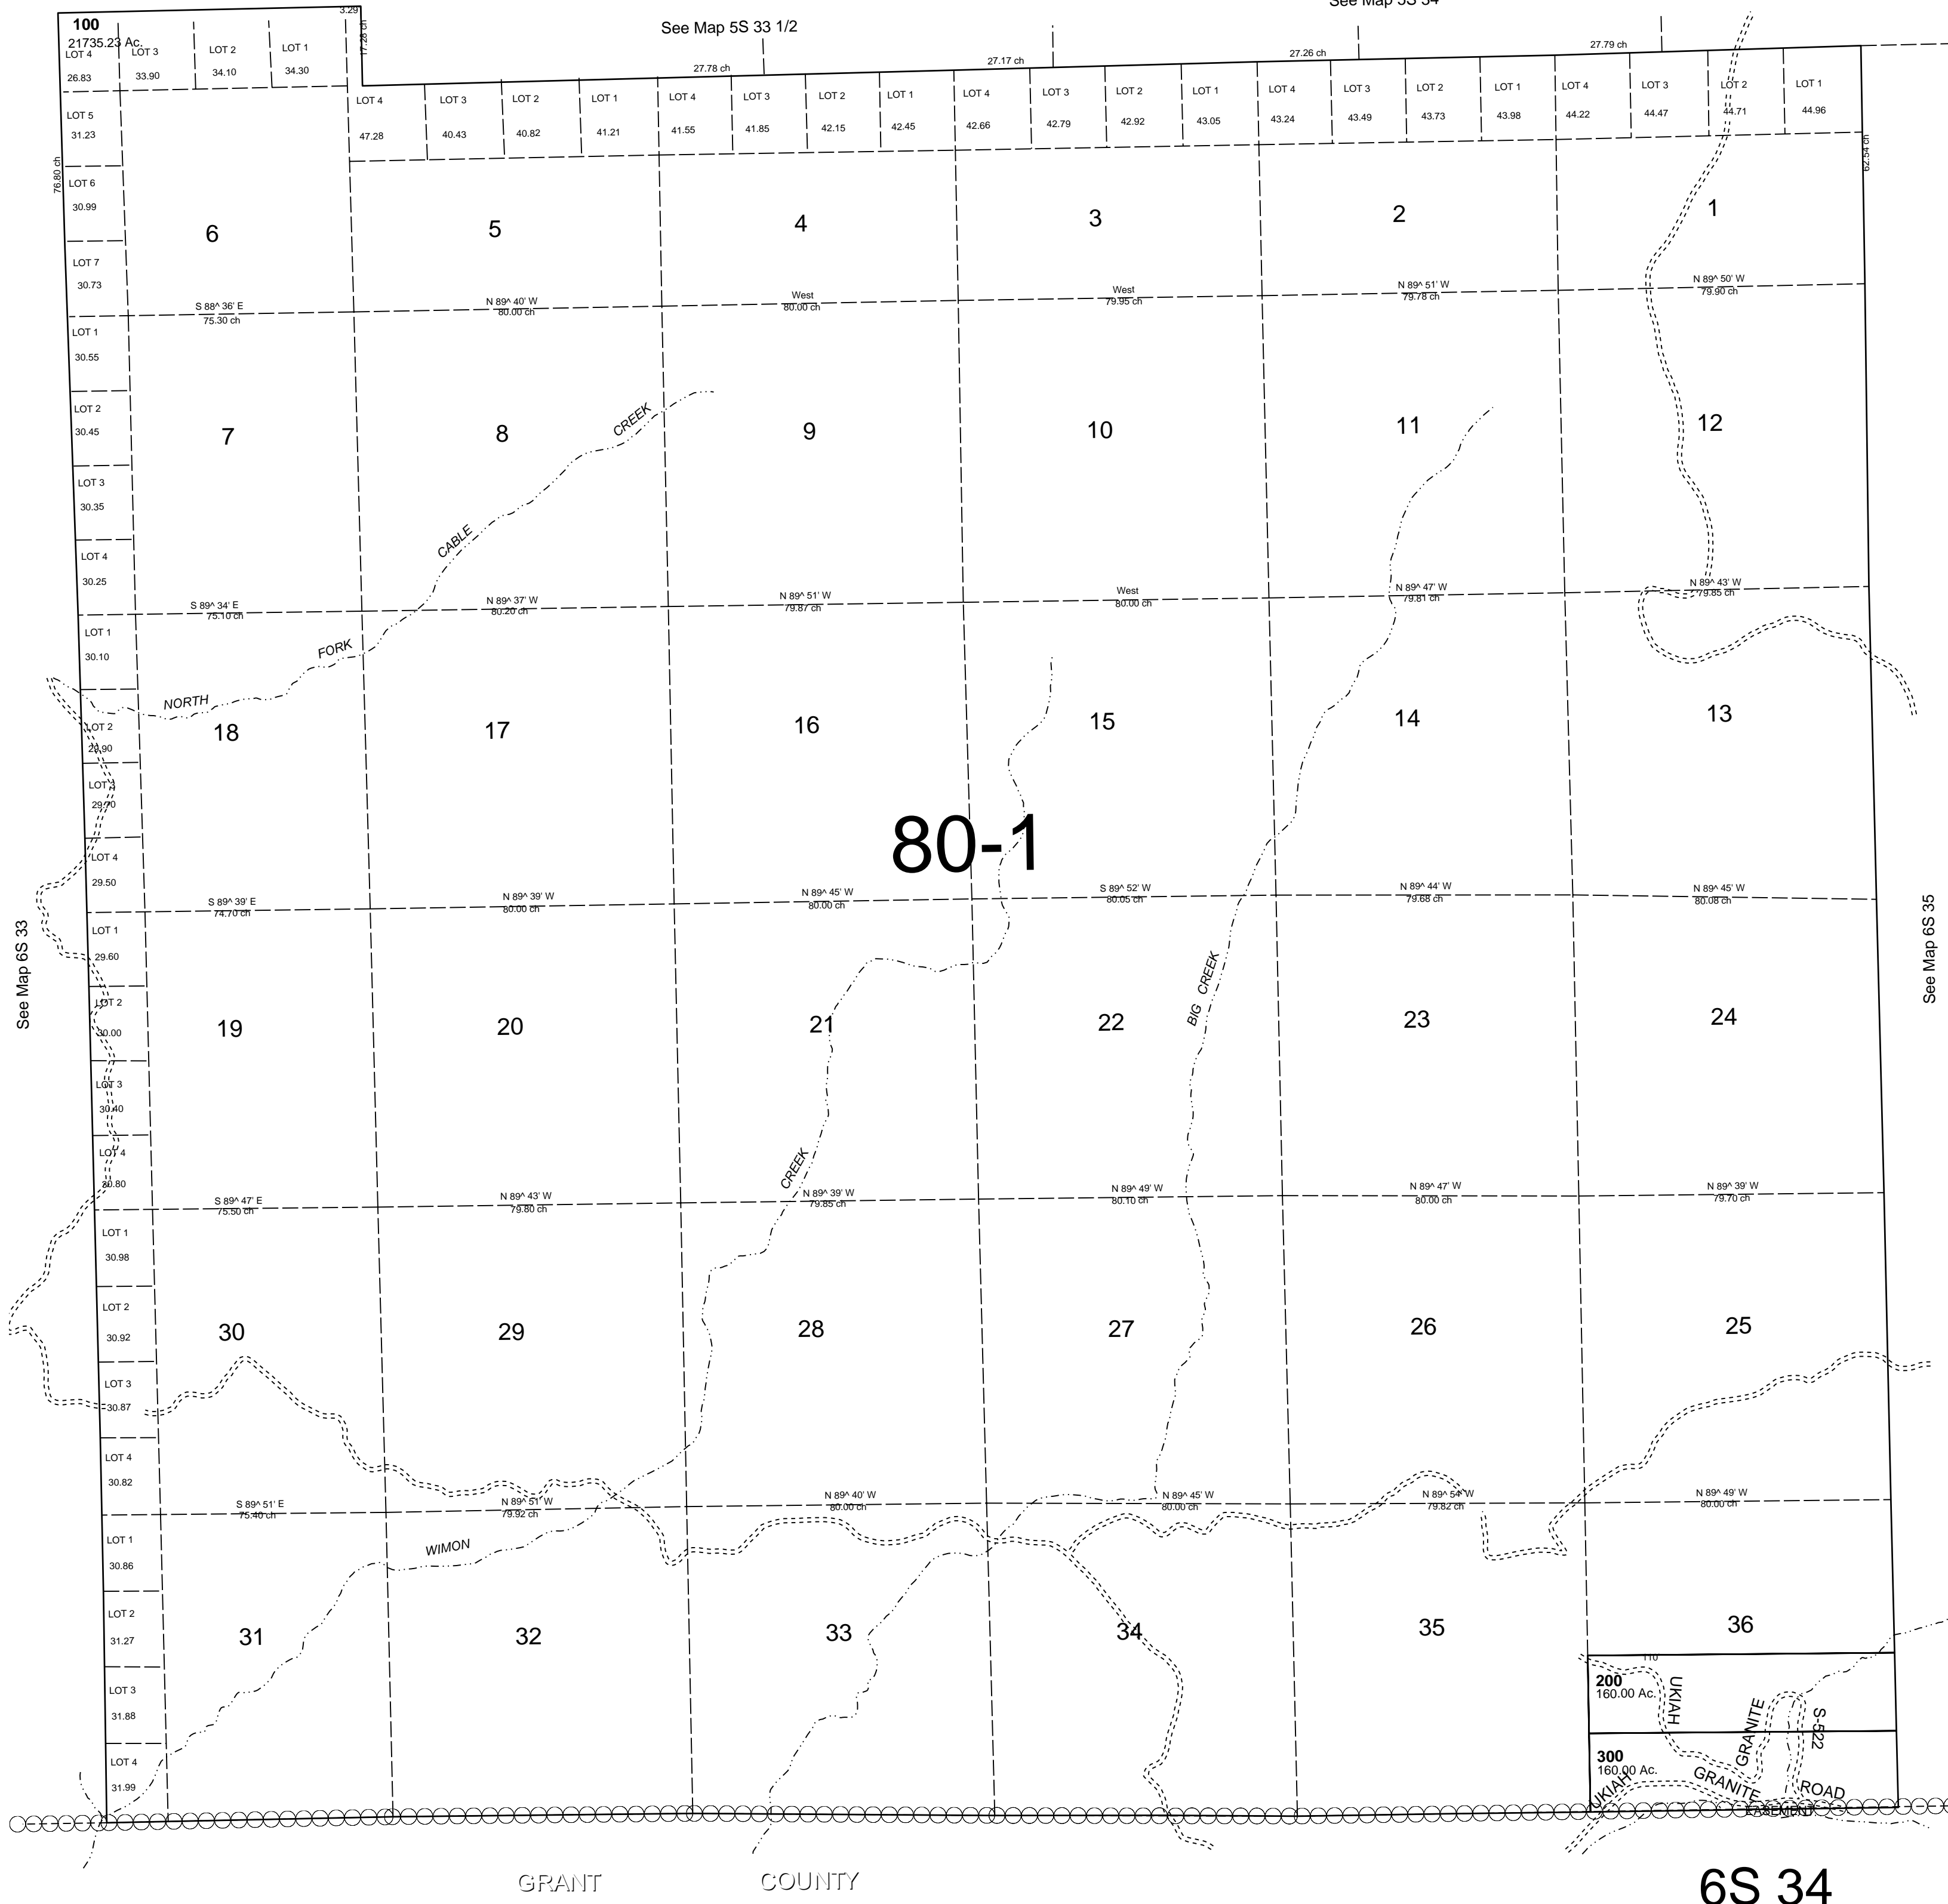 See Map 5S 34
See Map 5S 33 1/2
100
21735.23 Ac.
3.29
17.28 ch
27.78 ch
27.17 ch
27.26 ch
27.79 ch
LOT 4
LOT 3
LOT 2
LOT 1
26.83
33.90
34.10
34.30
LOT 4
LOT 3
LOT 2
LOT 1
LOT 4
LOT 3
LOT 2
LOT 1
LOT 4
LOT 3
LOT 2
LOT 1
LOT 4
LOT 3
LOT 2
LOT 1
LOT 4
LOT 3
LOT 2
LOT 1
47.28
40.43
40.82
41.21
41.55
41.85
42.15
42.45
42.66
42.79
42.92
43.05
43.24
43.49
43.73
43.98
44.22
44.47
44.71
44.96
LOT 5
31.23
76.80 ch
62.54 ch
LOT 6
30.99
6
5
4
3
2
1
LOT 7
30.73
S 88^ 36' E
75.30 ch
N 89^ 40' W
80.00 ch
West
80.00 ch
West
79.95 ch
N 89^ 51' W
79.78 ch
N 89^ 50' W
79.90 ch
LOT 1
30.55
LOT 2
30.45
7
8
9
10
11
12
CREEK
CABLE
FORK
NORTH
LOT 3
30.35
LOT 4
30.25
S 89^ 34' E
75.10 ch
N 89^ 37' W
80.20 ch
N 89^ 51' W
79.87 ch
West
80.00 ch
N 89^ 47' W
79.81 ch
N 89^ 43' W
79.85 ch
LOT 1
30.10
LOT 2
29.90
18
17
16
15
14
13
LOT 3
29.70
80-1
LOT 4
29.50
S 89^ 39' E
74.70 ch
N 89^ 39' W
80.00 ch
N 89^ 45' W
80.00 ch
S 89^ 52' W
80.05 ch
N 89^ 44' W
79.68 ch
N 89^ 45' W
80.08 ch
See Map 6S 33
See Map 6S 35
LOT 1
29.60
LOT 2
30.00
19
20
21
22
23
24
BIG CREEK
LOT 3
30.40
LOT 4
30.80
CREEK
S 89^ 47' E
75.50 ch
N 89^ 43' W
79.80 ch
N 89^ 39' W
79.85 ch
N 89^ 49' W
80.10 ch
N 89^ 47' W
80.00 ch
N 89^ 39' W
79.70 ch
LOT 1
30.98
LOT 2
30.92
30
29
28
27
26
25
LOT 3
30.87
LOT 4
30.82
S 89^ 51' E
75.40 ch
N 89^ 51' W
79.92 ch
N 89^ 40' W
80.00 ch
N 89^ 45' W
80.00 ch
N 89^ 54' W
79.82 ch
N 89^ 49' W
80.00 ch
LOT 1
30.86
WIMON
LOT 2
31.27
31
32
33
34
35
36
110
200
160.00 Ac.
UKIAH
GRANITE
S-522
LOT 3
31.88
300
160.00 Ac.
LOT 4
31.99
UKIAH
GRANITE
ROAD
EASEMENT
GRANT COUNTY
6S 34